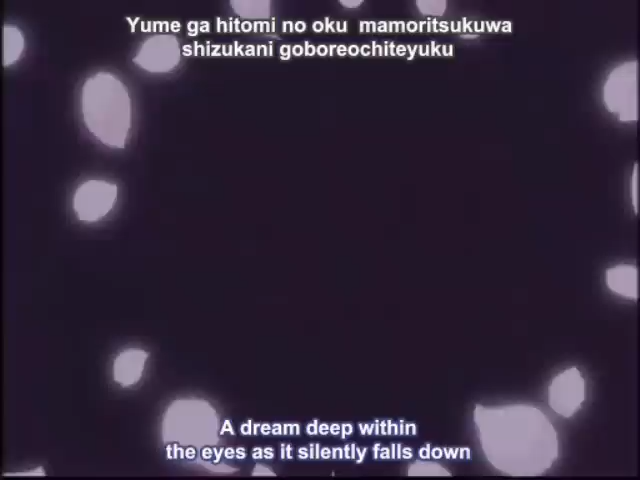 Yume ga hitomi no oku  mamoritsukuwa
shizukani goboreochiteyuku
A dream deep within
the eyes as it silently falls down